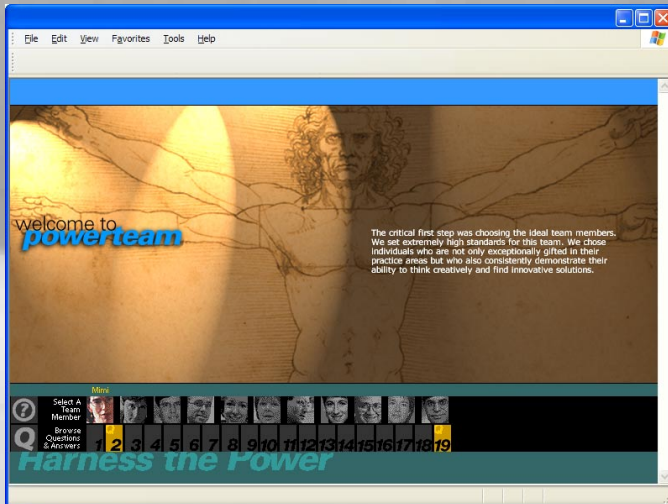 File Edit View Favorites Tools Help
welcome to
powerteam
The critical first step was choosing the ideal team members.
We set extremely high standards for this team. We chose
individuals who are not only exceptionally gifted in their
practice areas but who also consistently demonstrate their
ability to think creatively and find innovative solutions.
Mimi
? Select A
Team
Member
Q Browse
Questions
& Answers
1 2 3 4 5 6 7 8 9 10 11 12 13 14 15 16 17 18 19
Harness the Power